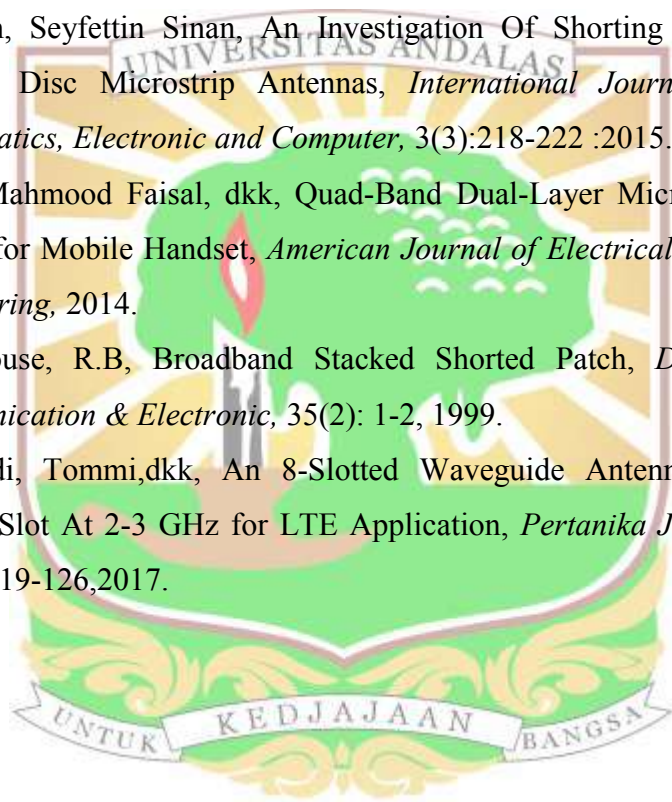 n, Seyfettin Sinan, An Investigation Of Shorting
UNIVERSITAS ANDALAS
Disc Microstrip Antennas, International Journ
atics, Electronic and Computer, 3(3):218-222 :2015.
Mahmood Faisal, dkk, Quad-Band Dual-Layer Micr
for Mobile Handset, American Journal of Electrical
ring, 2014.
ouse, R.B, Broadband Stacked Shorted Patch, D
nication & Electronic, 35(2): 1-2, 1999.
di, Tommi,dkk, An 8-Slotted Waveguide Antenn
Slot At 2-3 GHz for LTE Application, Pertanika J
19-126,2017.
UNTUK KEDJAJAAN BANGSA